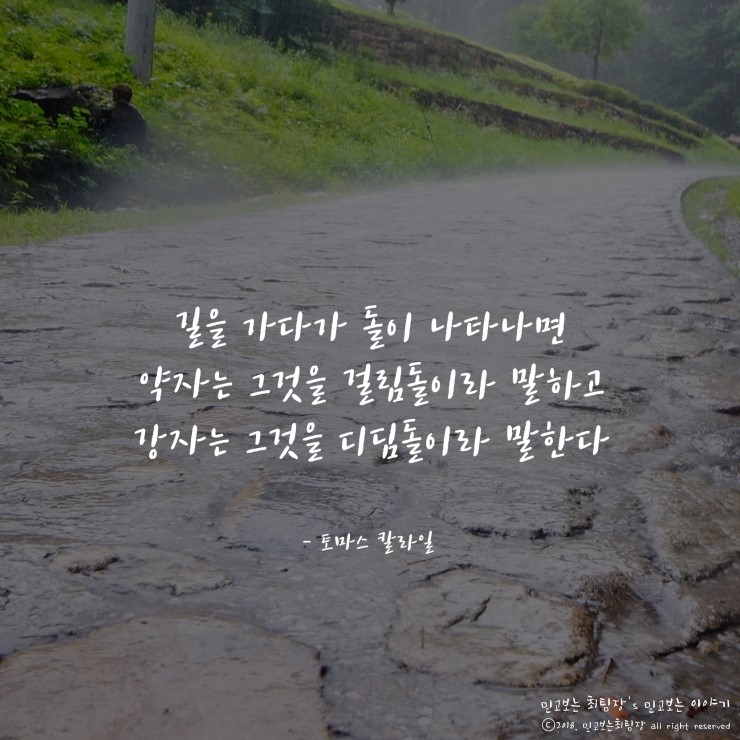 길을 가다가 돌이 나타나면
약자는 그것을 걸림돌이라 말하고
강자는 그것을 디딤돌이라 말한다
- 토마스 칼라일
믿고보는 최팀장's 믿고보는 이야기
©2018. 믿고보는최팀장 all right reserved